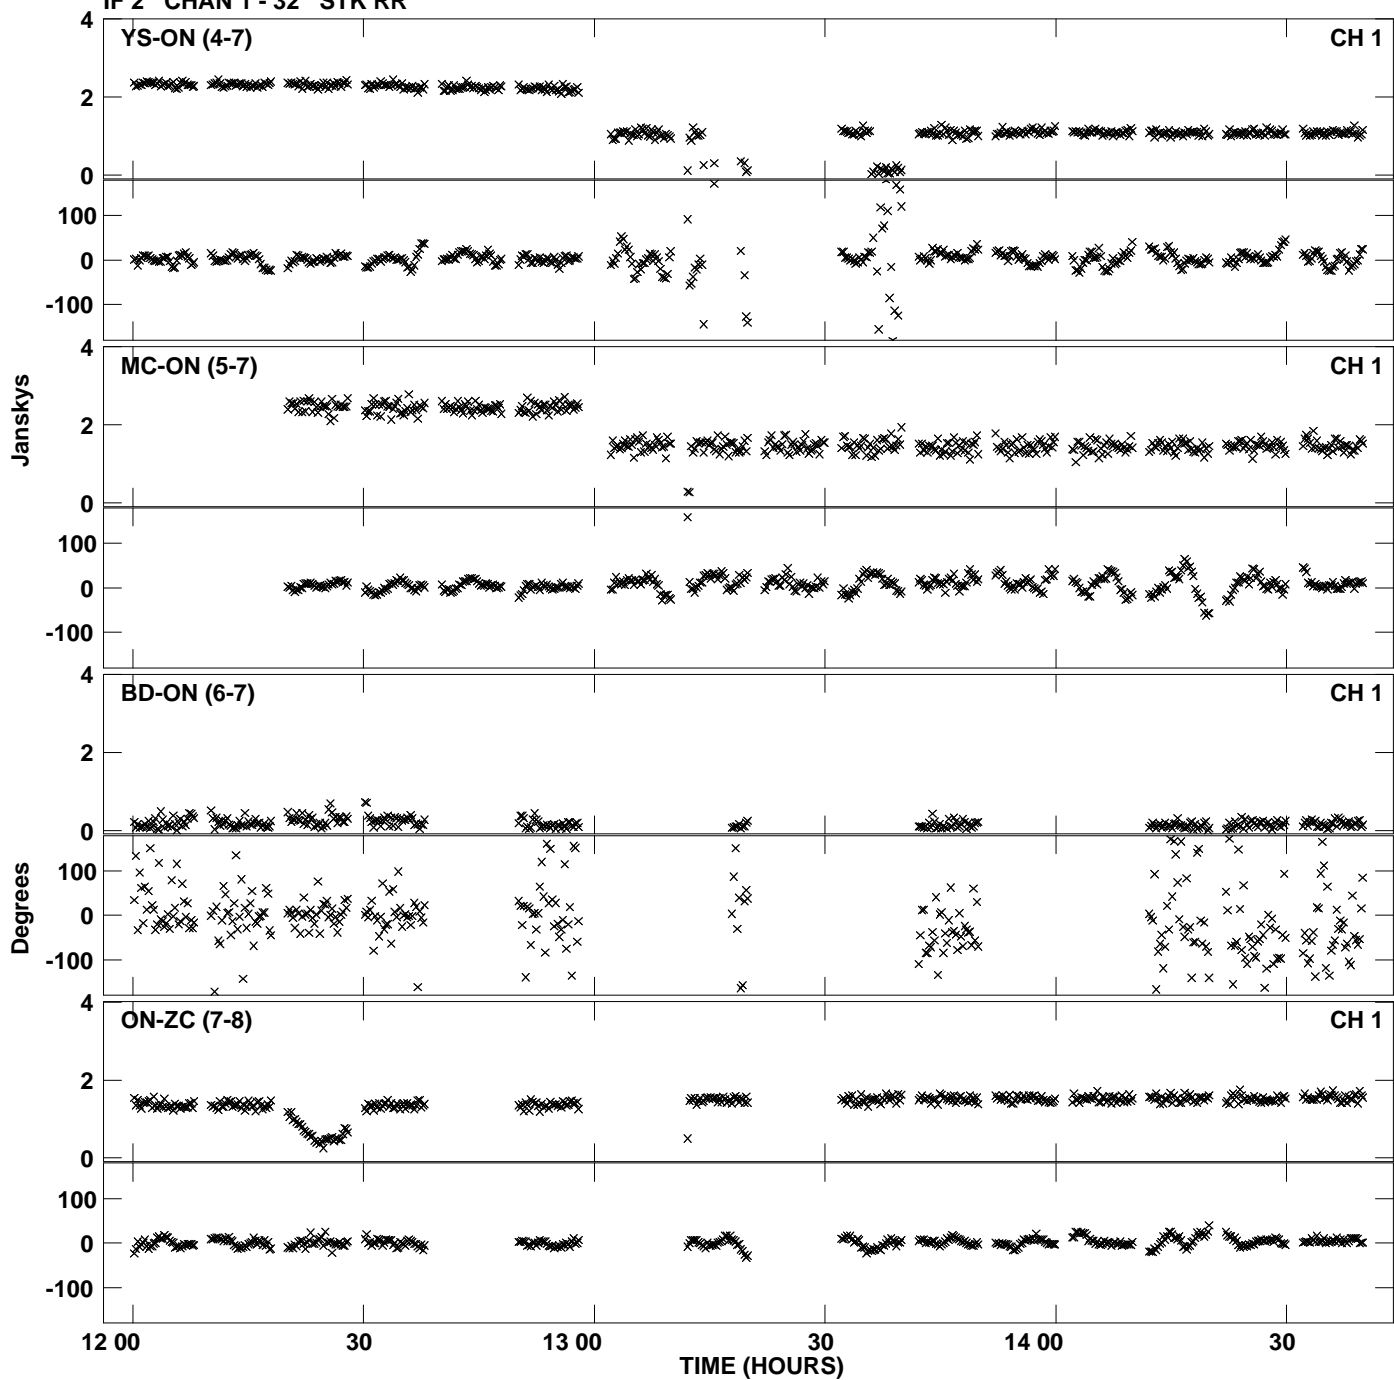 IF 2 CHAN 1 - 32 STK RR
4
YS-ON (4-7) CH 1
2
0
100
0
-100
4
MC-ON (5-7) CH 1
Janskys
2
0
100
0
-100
4
BD-ON (6-7) CH 1
2
0
100
0
Degrees
-100
4
ON-ZC (7-8) CH 1
2
0
100
0
-100
12 00 30 13 00 30 14 00 30
TIME (HOURS)